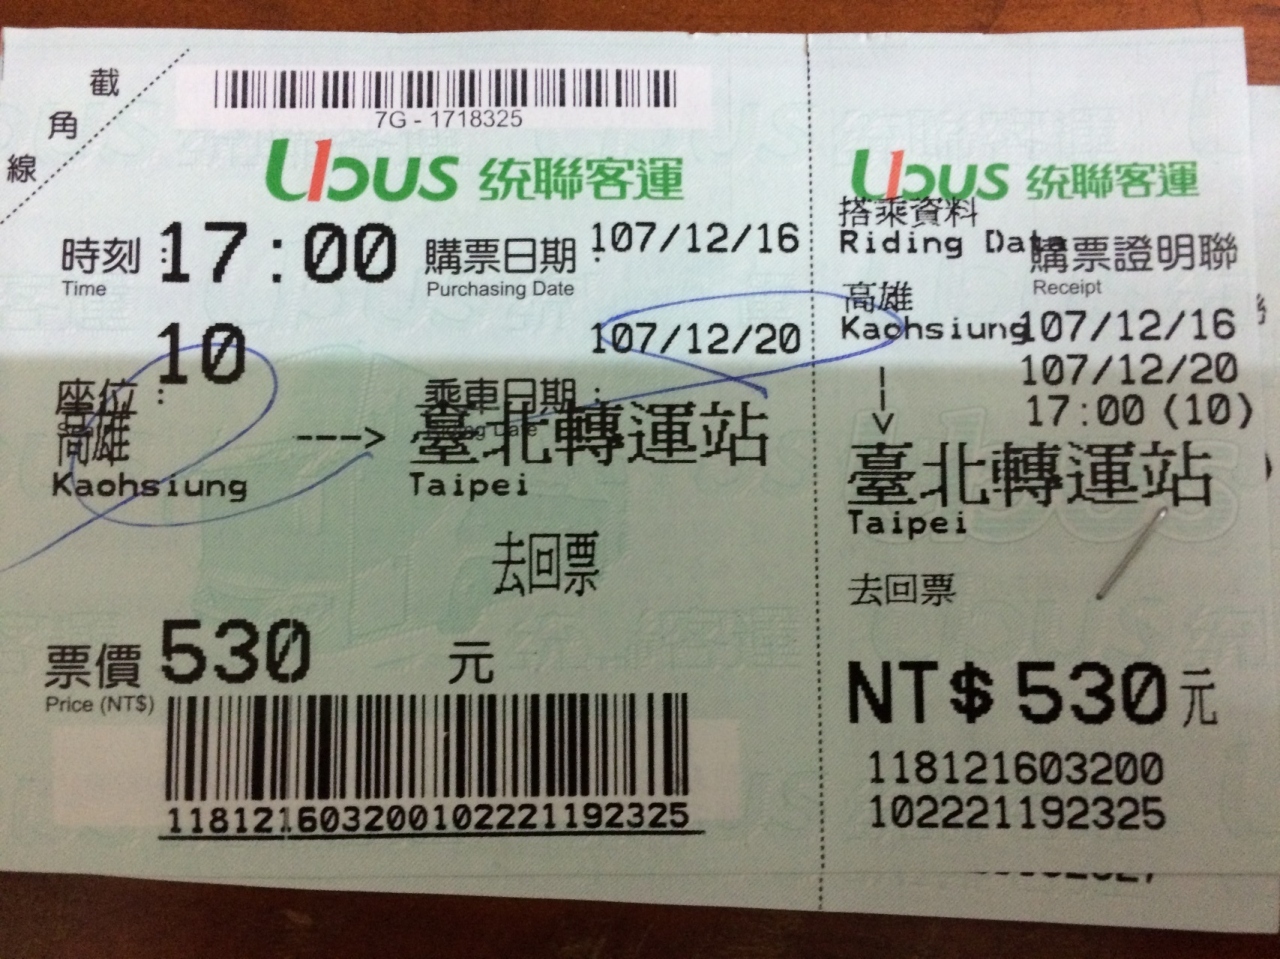 截角線
7G - 1718325
Ubus 統聯客運
時刻 : 17:00 購票日期 : 107/12/16
Time Purchasing Date
10 107/12/20
座位 : 乘車日期 :
高雄 ---> 臺北轉運站
Kaohsiung Taipei
去回票
票價 530 元
Price (NT$)
118121603200102221192325
Ubus 統聯客運
搭乘資料
Riding Data 購票證明聯
Receipt
高雄
Kaohsiung 107/12/16
107/12/20
17:00 (10)
臺北轉運站
Taipei
去回票
NT$ 530 元
118121603200
102221192325